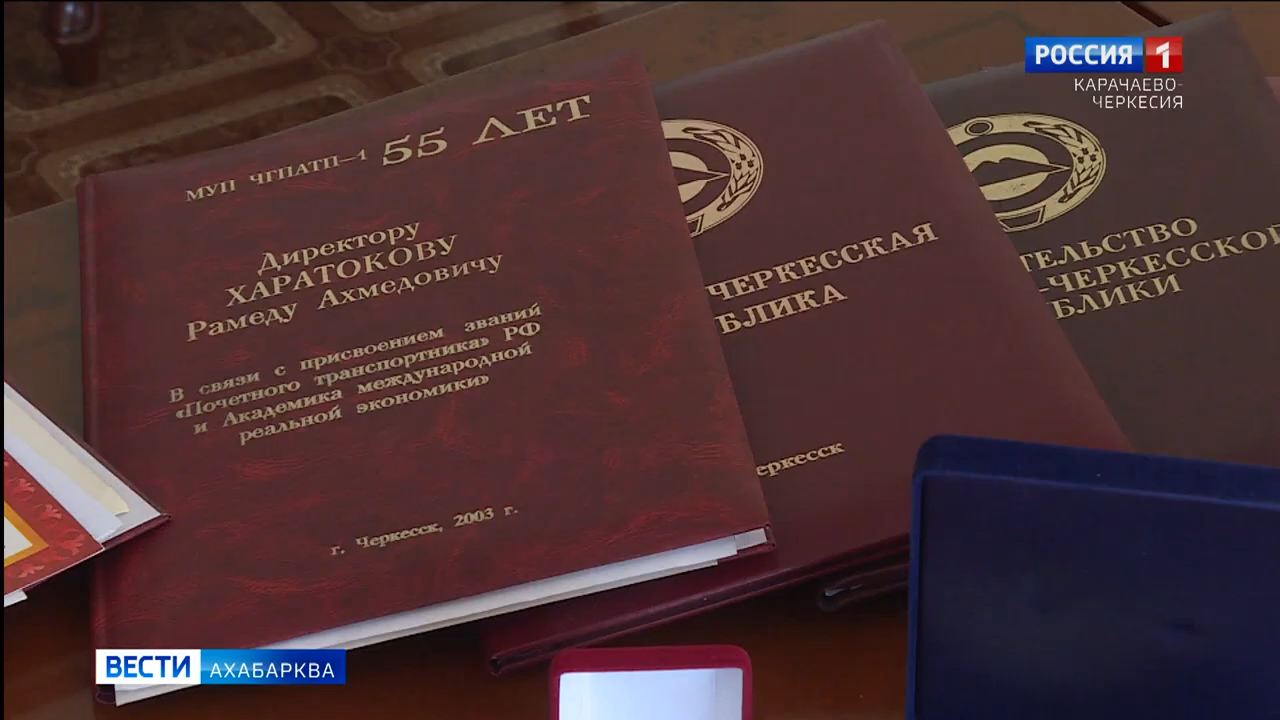 РОССИЯ 1
КАРАЧАЕВО-
ЧЕРКЕСИЯ
МУП ЧГПАТП-1 55 ЛЕТ
Директору
ХАРАТОКОВУ
Рамеду Ахмедовичу
В связи с присвоением званий
«Почетного транспортника» РФ
и Академика международной
реальной экономики»
г. Черкесск, 2003 г.
ЧЕРКЕССКАЯ
БЛИКА
еркесск
ТЕЛЬСТВО
-ЧЕРКЕССКОЙ
БЛИКИ
ВЕСТИ АХАБАРКВА